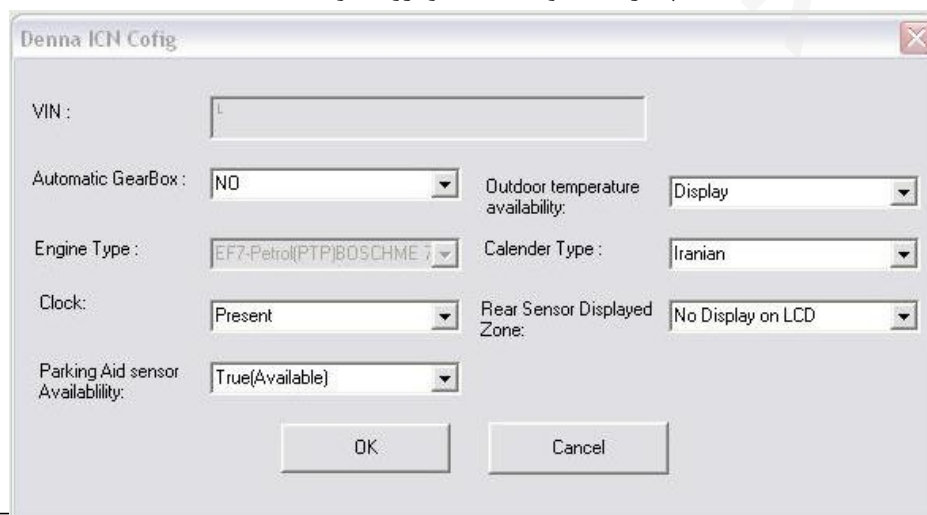 Denna ICN Cofig
VIN :
L
Automatic GearBox :
NO
Outdoor temperature
availability:
Display
Engine Type :
EF7-Petrol(PTP)BOSCHME 7
Calender Type :
Iranian
Clock:
Present
Rear Sensor Displayed
Zone:
No Display on LCD
Parking Aid sensor
Availablility:
True(Available)
OK
Cancel